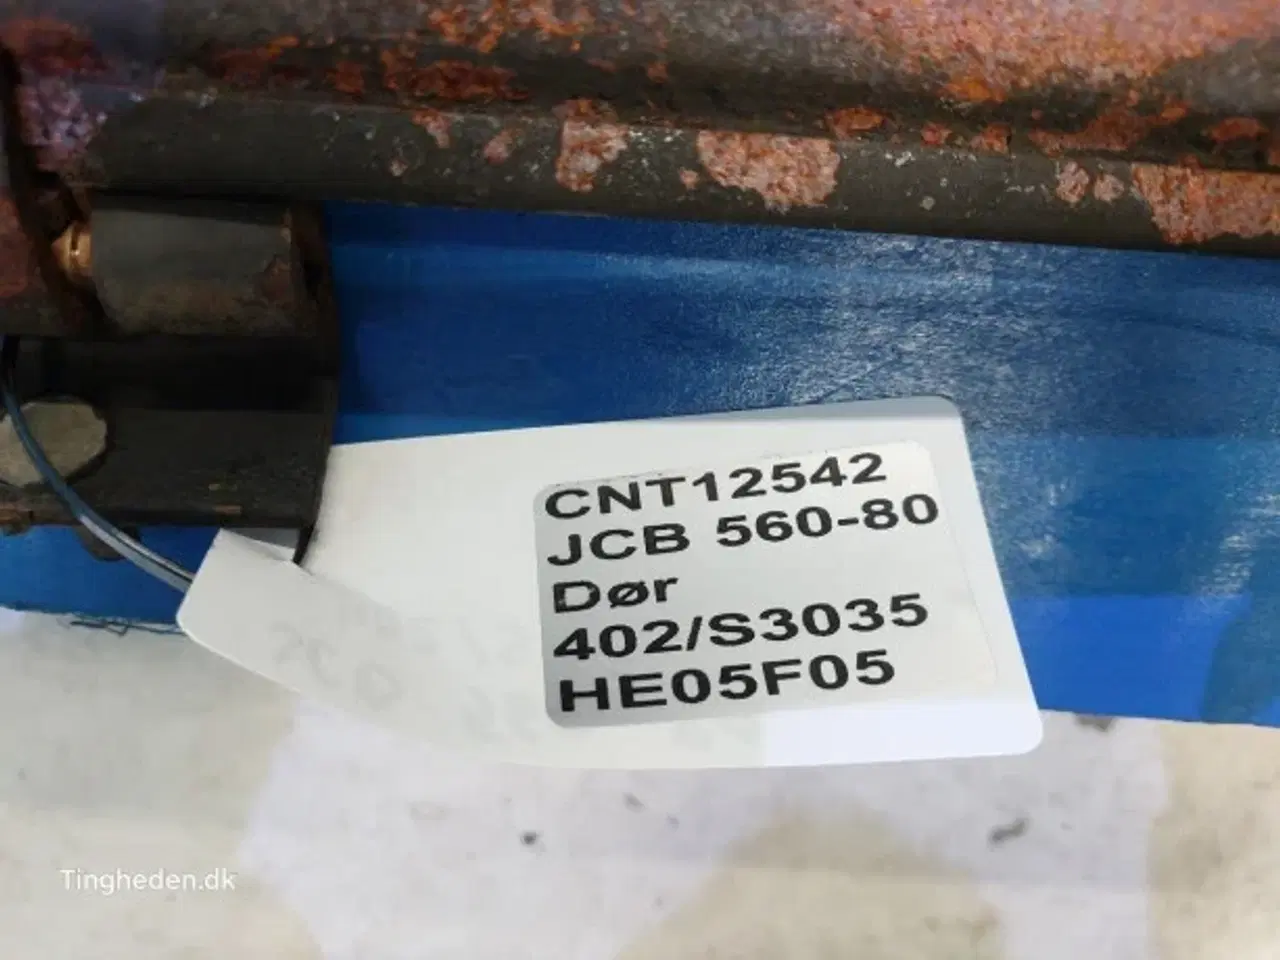 CNT12542
JCB 560-80
Dør
402/S3035
HE05F05
Tingheden.dk